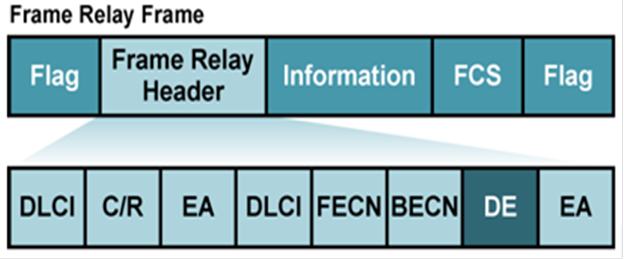 Frame Relay Frame
Flag Frame Relay Header Information FCS Flag
DLCI C/R EA DLCI FECN BECN DE EA